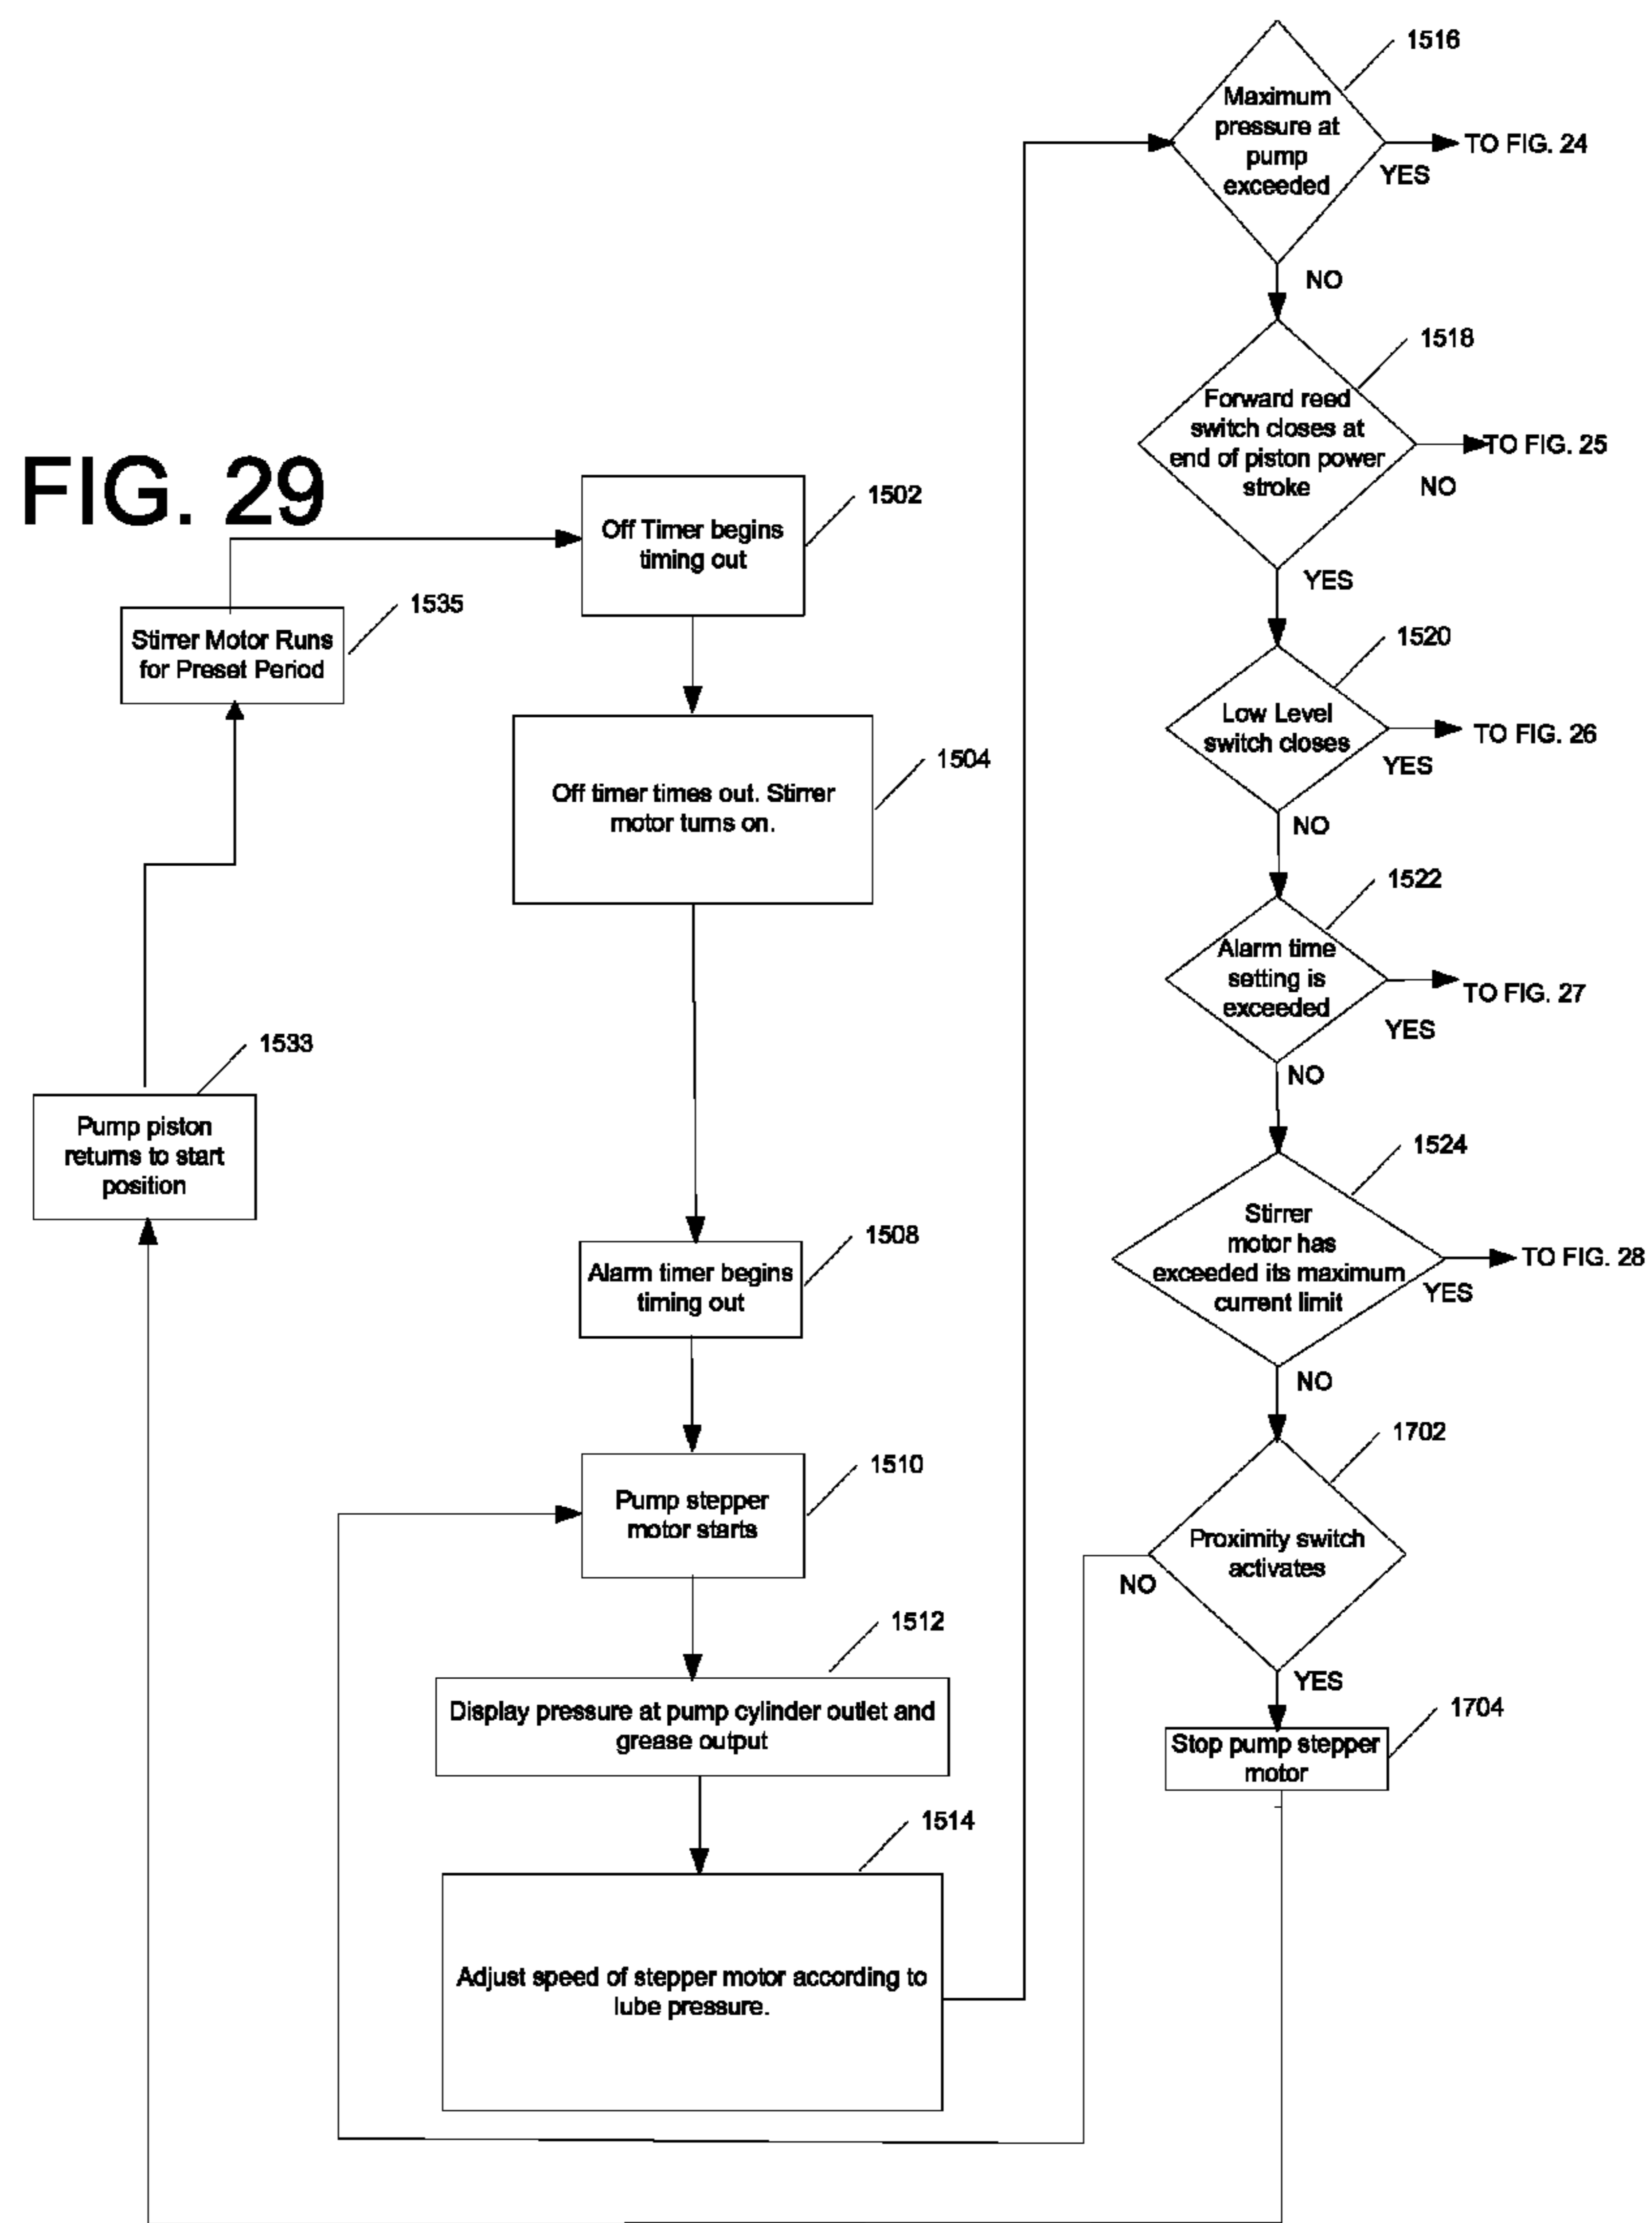 FIG. 29
1535
Stirrer Motor Runs
for Preset Period
1533
Pump piston
returns to start
position
1502
Off Timer begins
timing out
1504
Off timer times out. Stirrer
motor turns on.
1508
Alarm timer begins
timing out
1510
Pump stepper
motor starts
1512
Display pressure at pump cylinder outlet and
grease output
1514
Adjust speed of stepper motor according to
lube pressure.
1516
Maximum
pressure at
pump
exceeded
TO FIG. 24
YES
NO
1518
Forward reed
switch closes at
end of piston power
stroke
TO FIG. 25
NO
YES
1520
Low Level
switch closes
TO FIG. 26
YES
NO
1522
Alarm time
setting is
exceeded
TO FIG. 27
YES
NO
1524
Stirrer
motor has
exceeded its maximum
current limit
TO FIG. 28
YES
NO
1702
Proximity switch
activates
NO
YES
1704
Stop pump stepper
motor